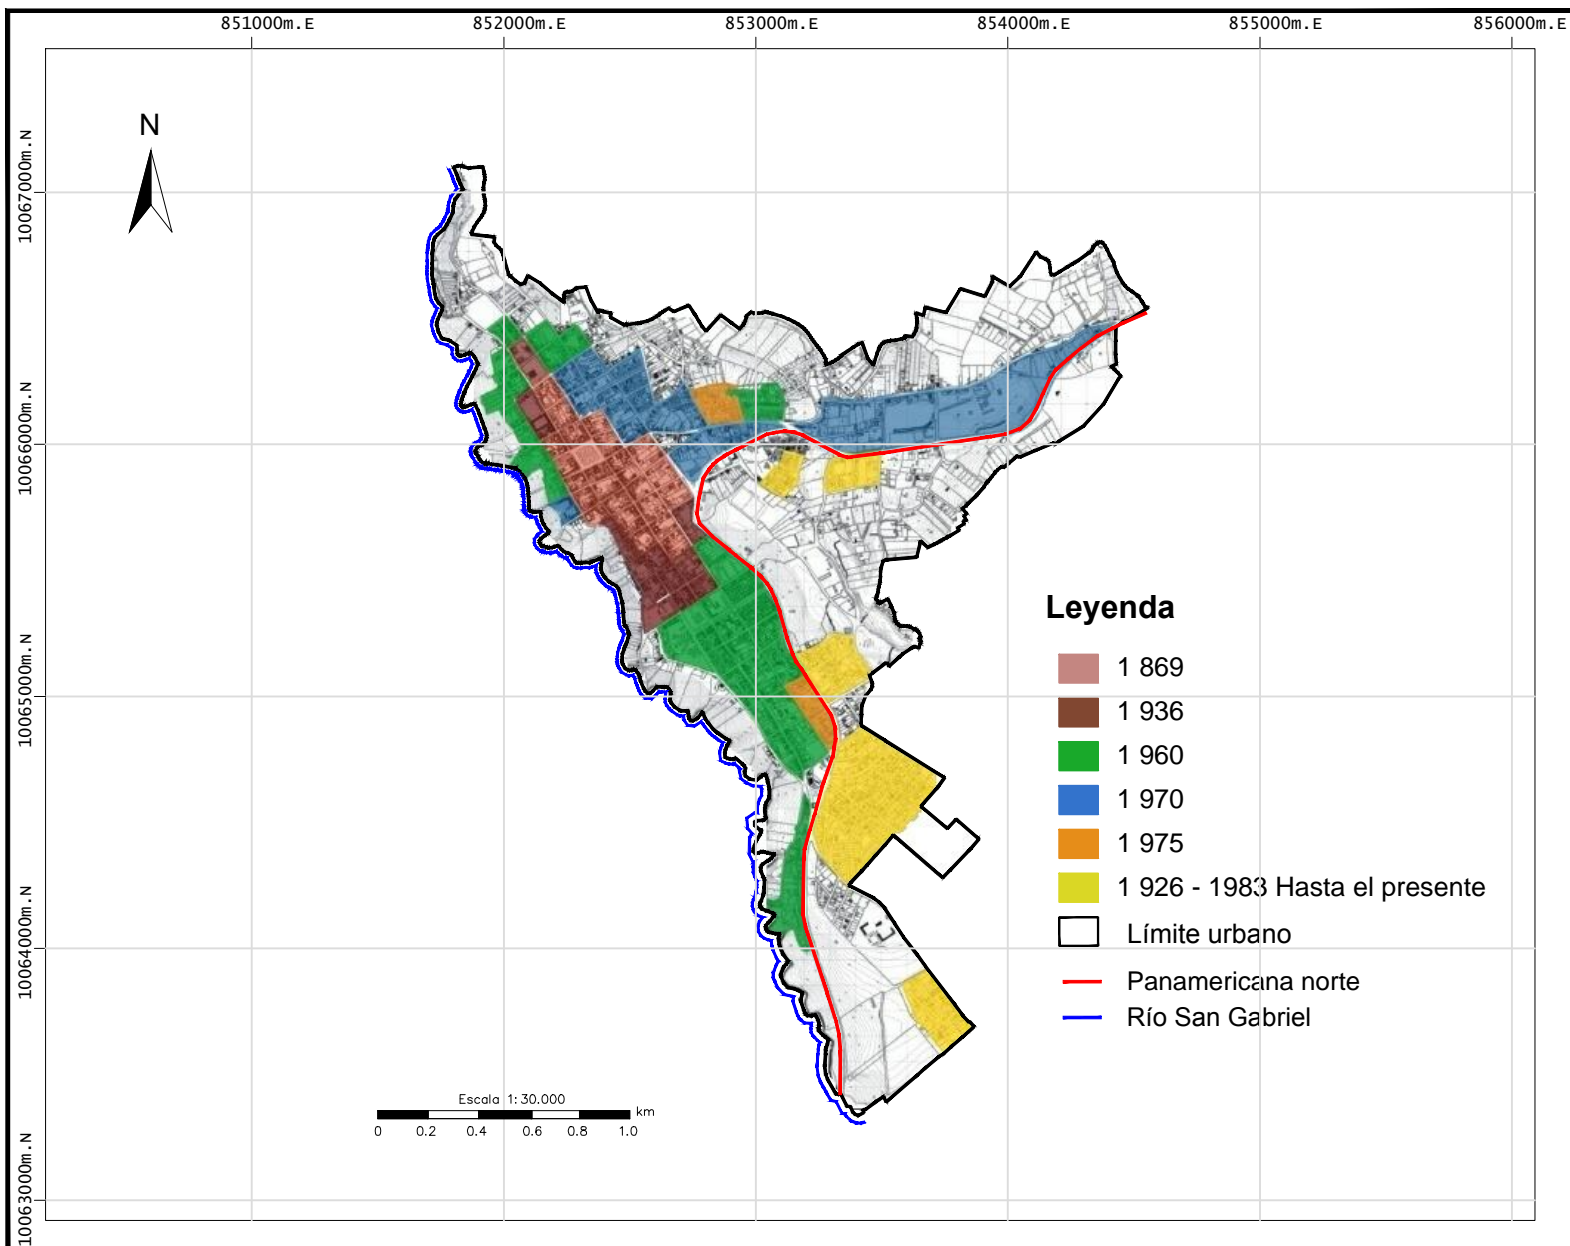 851000m.E 852000m.E 853000m.E 854000m.E 855000m.E 856000m.E
N
10067000m.N
10066000m.N
10065000m.N
10064000m.N
10063000m.N
Leyenda
1 869
1 936
1 960
1 970
1 975
1 926 - 1983 Hasta el presente
Límite urbano
Panamericana norte
Río San Gabriel
Escala 1:30.000
km
0 0.2 0.4 0.6 0.8 1.0